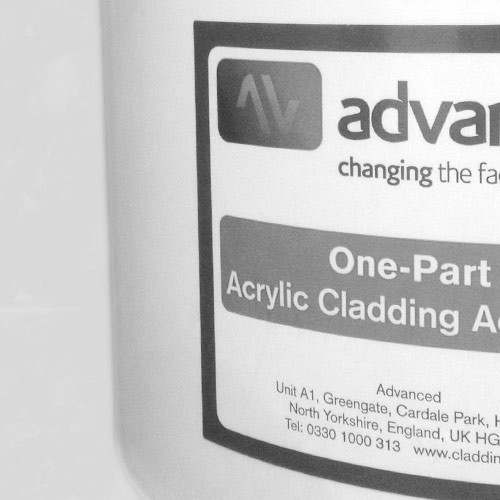 advan
changing the fa
One-Part
Acrylic Cladding A
Advanced
Unit A1, Greengate, Cardale Park, H
North Yorkshire, England, UK HG
Tel: 0330 1000 313 www.claddin